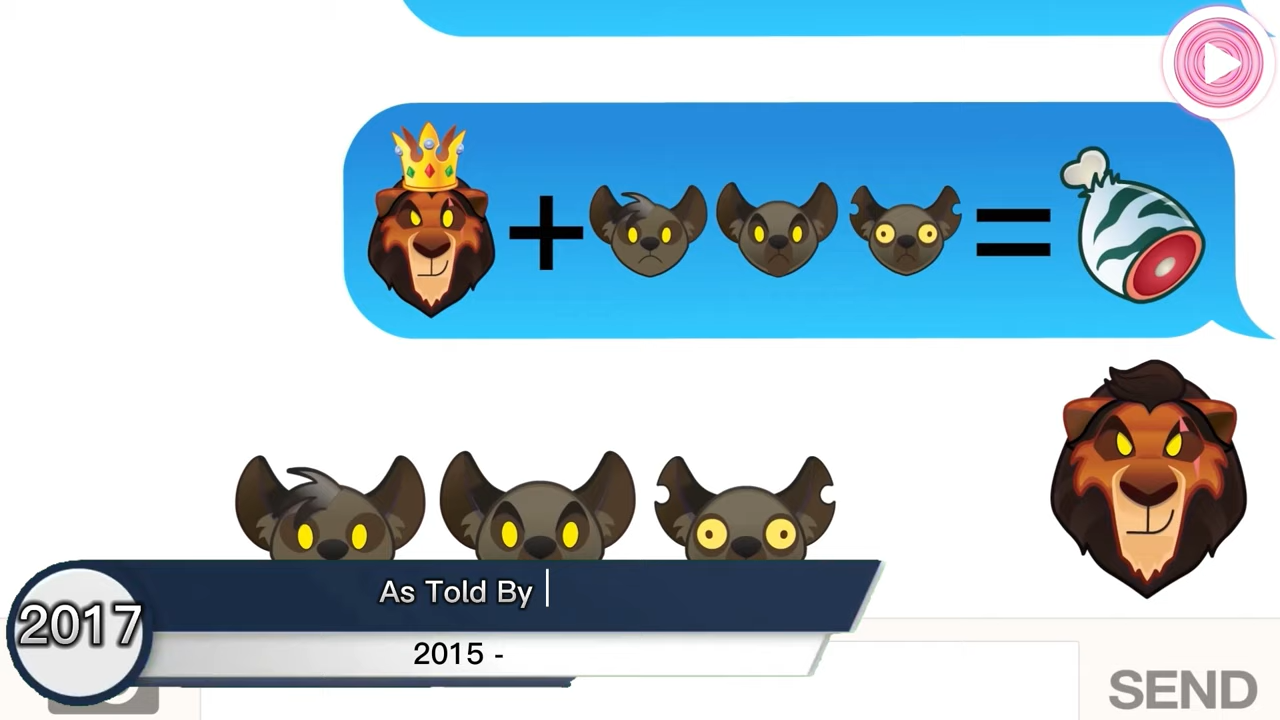 + =
As Told By
2017
2015 -
SEND